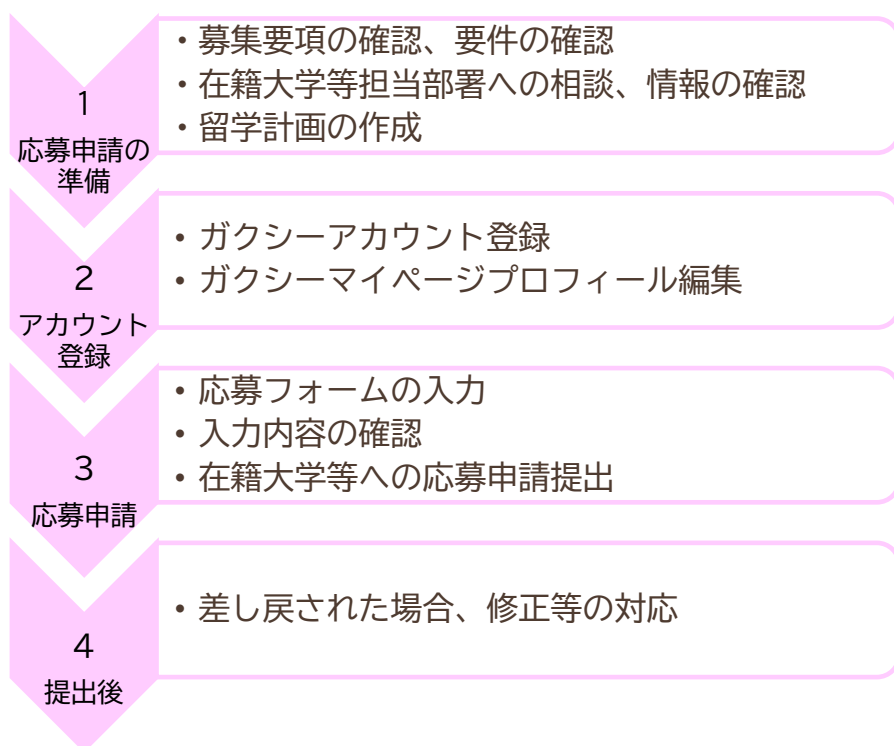 1
応募申請の
準備
・募集要項の確認、要件の確認
・在籍大学等担当部署への相談、情報の確認
・留学計画の作成
2
アカウント
登録
• ガクシーアカウント登録
• ガクシーマイページプロフィール編集
3
応募申請
• 応募フォームの入力
• 入力内容の確認
• 在籍大学等への応募申請提出
4
提出後
• 差し戻された場合、修正等の対応